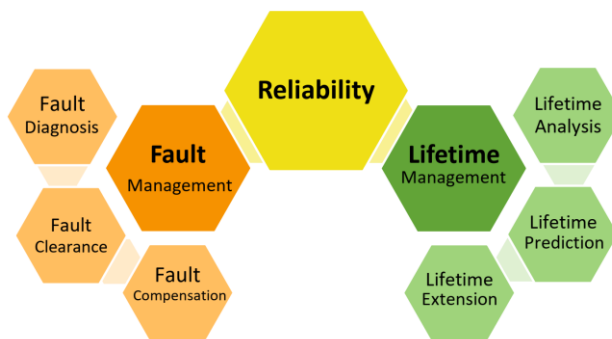 Reliability
Fault
Management
Fault
Diagnosis
Fault
Clearance
Fault
Compensation
Lifetime
Management
Lifetime
Analysis
Lifetime
Prediction
Lifetime
Extension